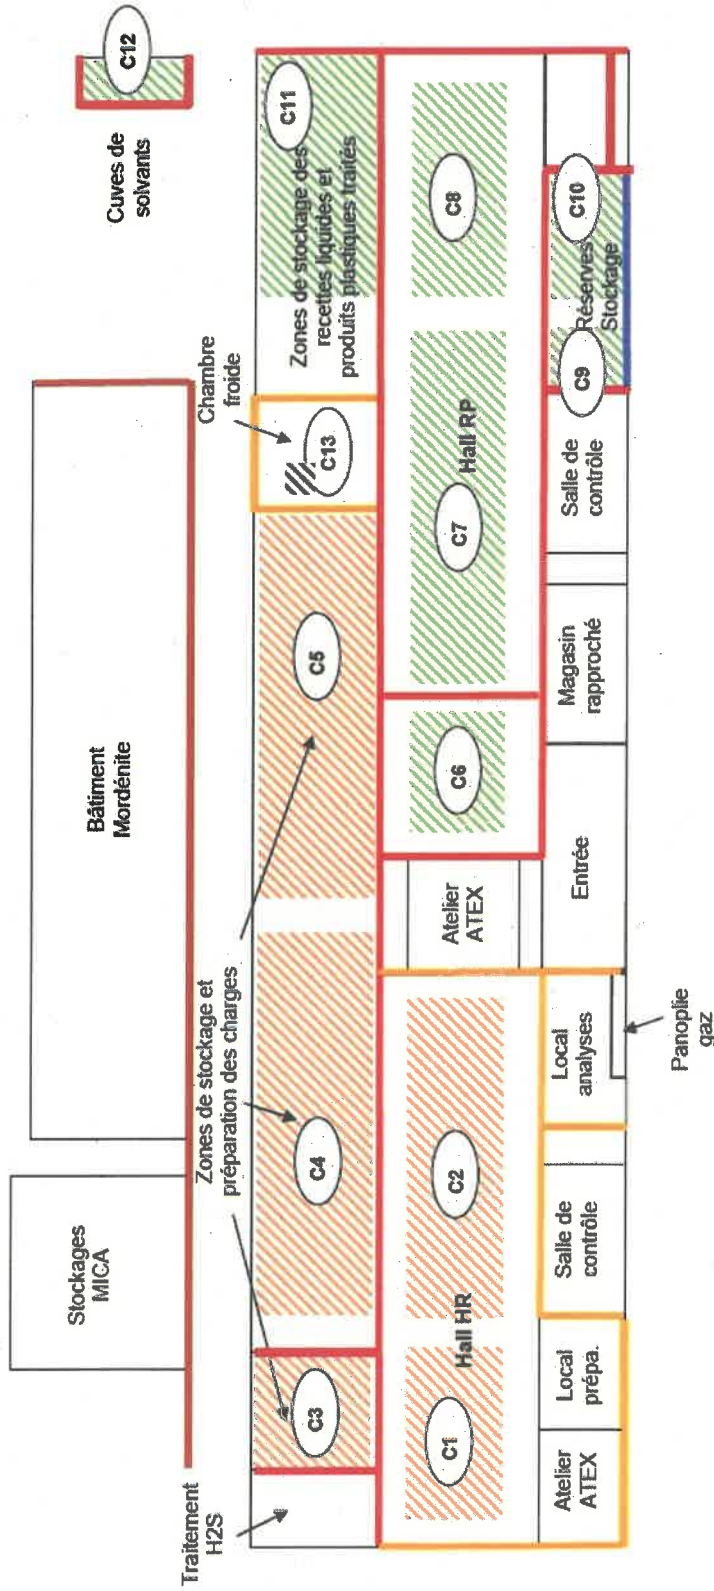 Stockages
MICA
Bâtiment
Mordénite
Cuves de
solvants
C12
Traitement
H2S
Zones de stockage et
préparation des charges
Chambre
froide
C3
C4
C5
C13
Zones de stockage des
recettes liquides et
produits plastiques traités
C11
C1
Hall HR
C2
Atelier
ATEX
C6
C7
Hall RP
C8
Atelier
ATEX
Local
prépa.
Salle de
contrôle
Local
analyses
Entrée
Magasin
rapproché
Salle de
contrôle
C9
Réserves
Stockage
C10
Panoplie
gaz